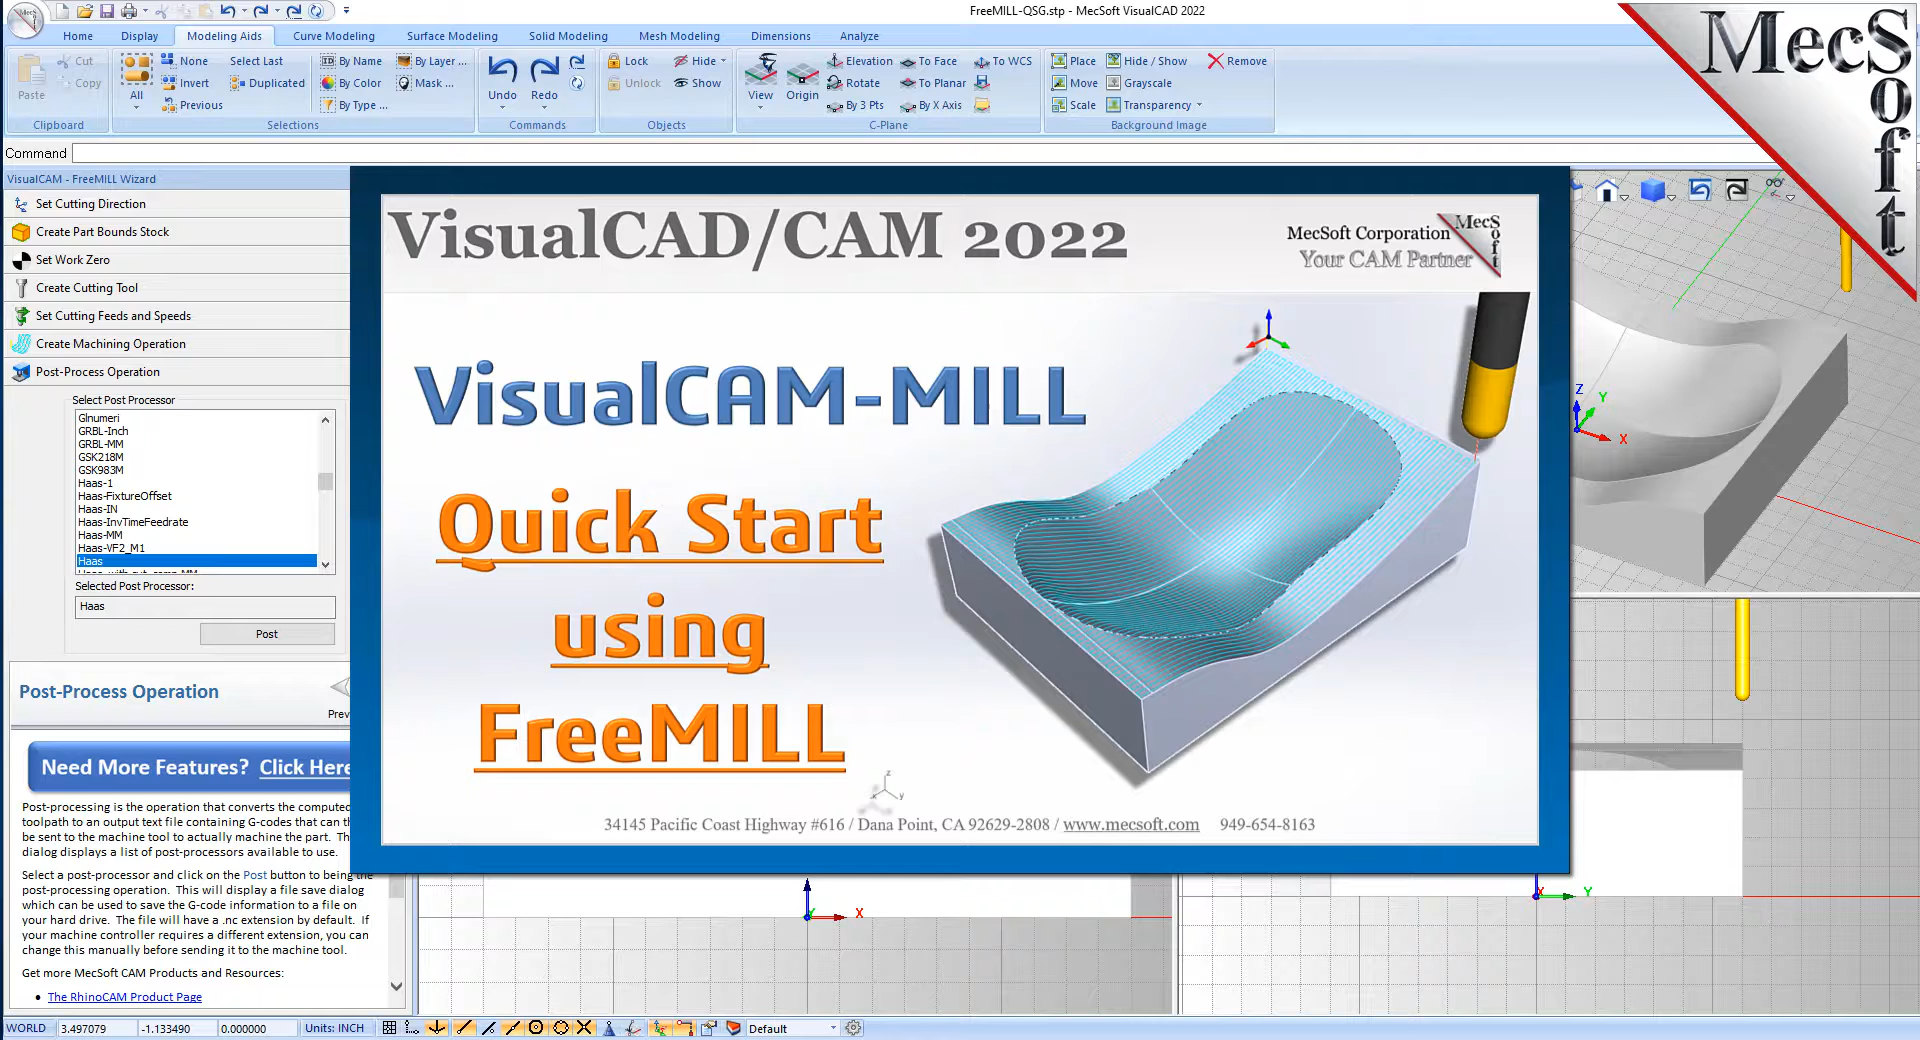 FreeMILL-QSG.stp - MecSoft VisualCAD 2022
Home Display Modeling Aids Curve Modeling Surface Modeling Solid Modeling Mesh Modeling Dimensions Analyze
Cut None Select Last By Name By Layer ... Lock Hide Elevation To Face To WCS Place Hide / Show Remove
Copy Invert Duplicated By Color Mask ... Unlock Show Rotate To Planar Move Grayscale
Paste All Previous By Type ... Undo Redo View Origin By 3 Pts By X Axis Scale Transparency
Clipboard Selections Commands Objects C-Plane Background Image
MecSoft
Command
VisualCAM - FreeMILL Wizard
Set Cutting Direction
Create Part Bounds Stock
Set Work Zero
Create Cutting Tool
Set Cutting Feeds and Speeds
Create Machining Operation
Post-Process Operation
Select Post Processor
Glnumeri
GRBL-Inch
GRBL-MM
GSK218M
GSK983M
Haas-1
Haas-FixtureOffset
Haas-IN
Haas-InvTimeFeedrate
Haas-MM
Haas-VF2_M1
Haas
Selected Post Processor:
Haas
Post
Post-Process Operation
Prev
Need More Features? Click Here
Post-processing is the operation that converts the computed
toolpath to an output text file containing G-codes that can th
be sent to the machine tool to actually machine the part. Th
dialog displays a list of post-processors available to use.
Select a post-processor and click on the Post button to being the
post-processing operation. This will display a file save dialog
which can be used to save the G-code information to a file on
your hard drive. The file will have a .nc extension by default. If
your machine controller requires a different extension, you can
change this manually before sending it to the machine tool.
Get more MecSoft CAM Products and Resources:
• The RhinoCAM Product Page
VisualCAD/CAM 2022
MecSoft Corporation
Your CAM Partner
MecSoft
VisualCAM-MILL
Quick Start
using
FreeMILL
z
x y
34145 Pacific Coast Highway #616 / Dana Point, CA 92629-2808 / www.mecsoft.com 949-654-8163
Z
Y
X
X
X Y
WORLD 3.497079 -1.133490 0.000000 Units: INCH Default